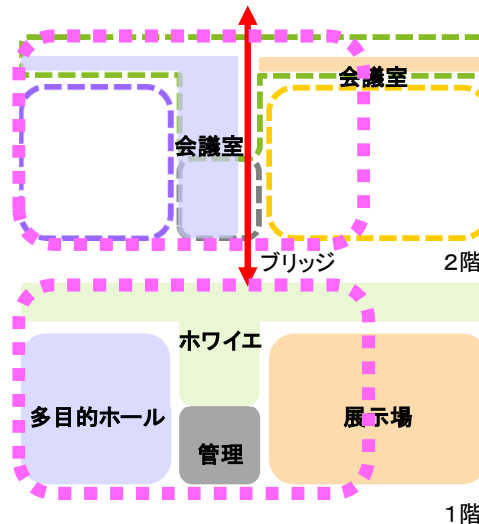 会議室
会議室
ブリッジ
2階
ホワイエ
多目的ホール
展示場
管理
1階